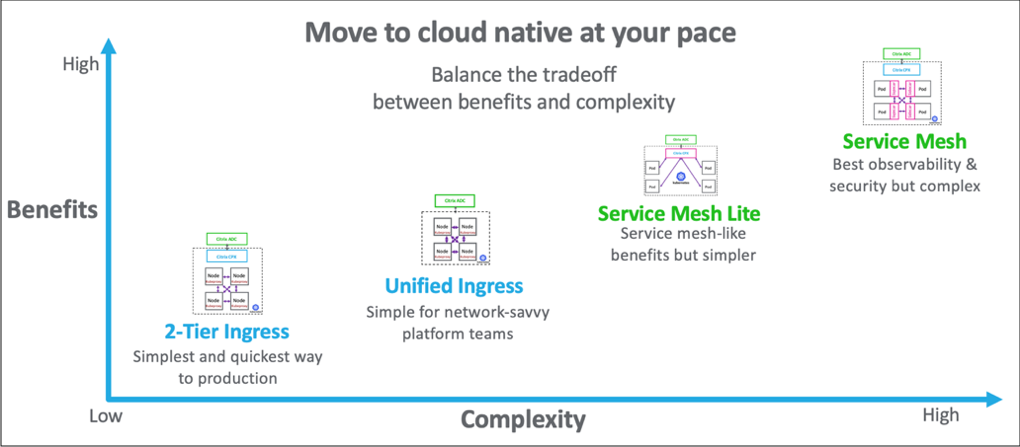 Move to cloud native at your pace
Balance the tradeoff
between benefits and complexity
High
Benefits
Low
Complexity
High
Citrix ADC
Citrix CPX
Node
Node
Node
Node
2-Tier Ingress
Simplest and quickest way
to production
Citrix ADC
Node
Node
Node
Node
Unified Ingress
Simple for network-savvy
platform teams
Citrix ADC
Citrix CPX
Pod
Pod
Pod
Pod
kubernetes
Service Mesh Lite
Service mesh-like
benefits but simpler
Citrix ADC
Citrix CPX
Pod
Pod
Pod
Pod
Service Mesh
Best observability &
security but complex